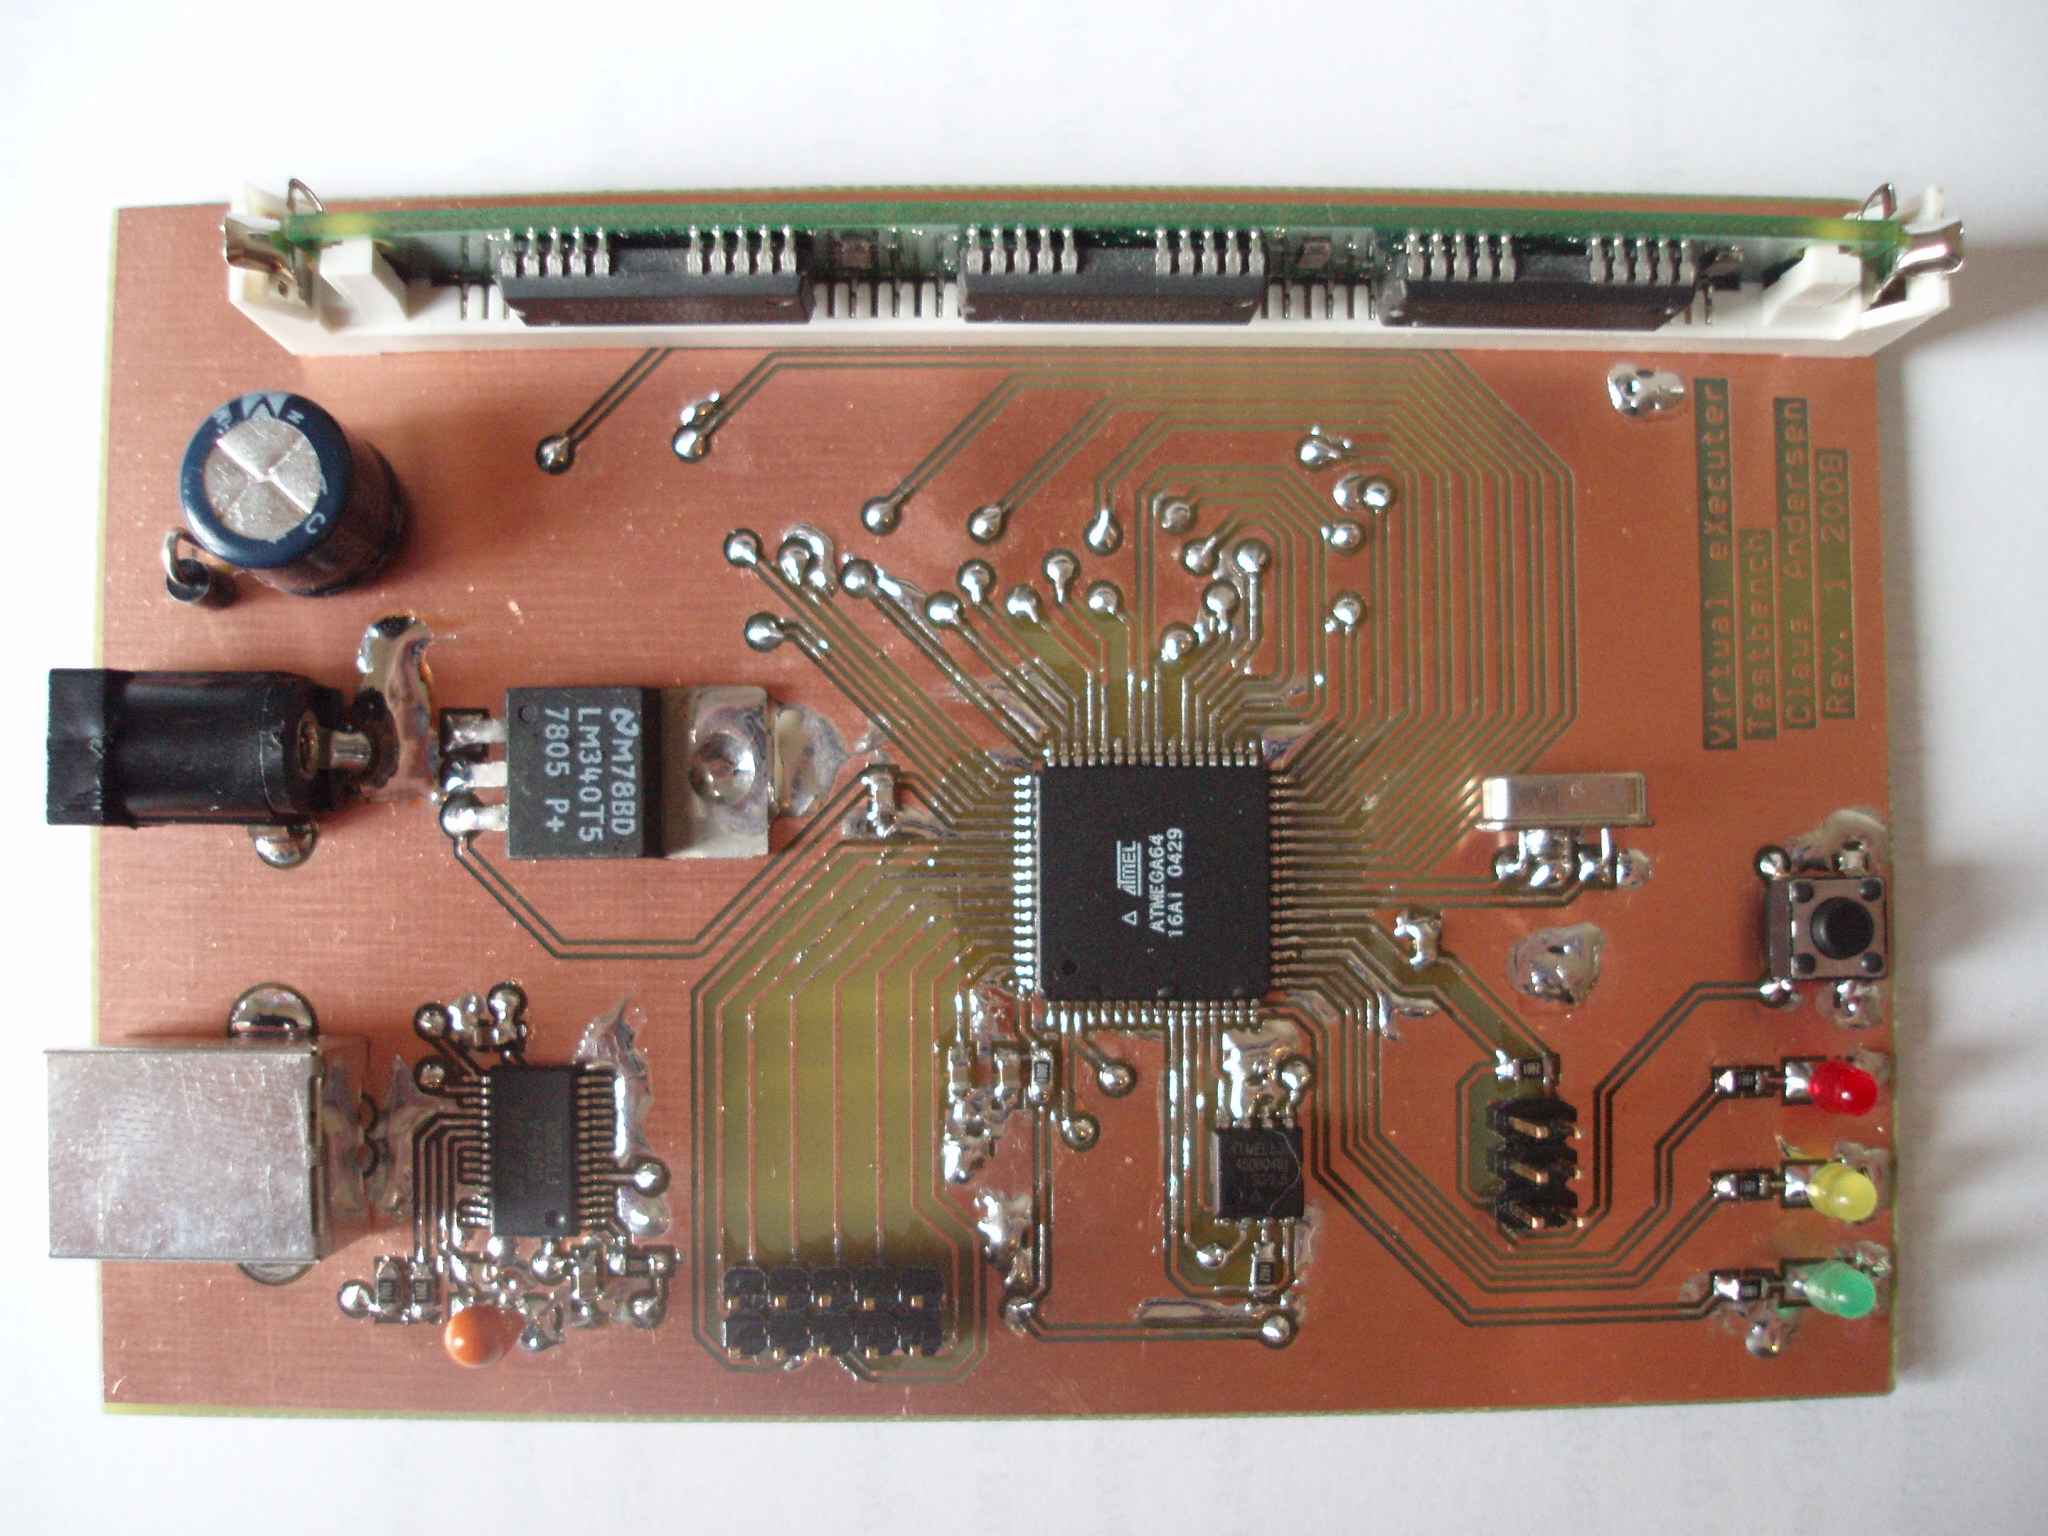 Virtual eXecuter
Testbench
Claus Andersen
Rev. 1 2008
M78BD
LM340T5
7805 P+
ATMEL
ATMEGA64
16AI 0429